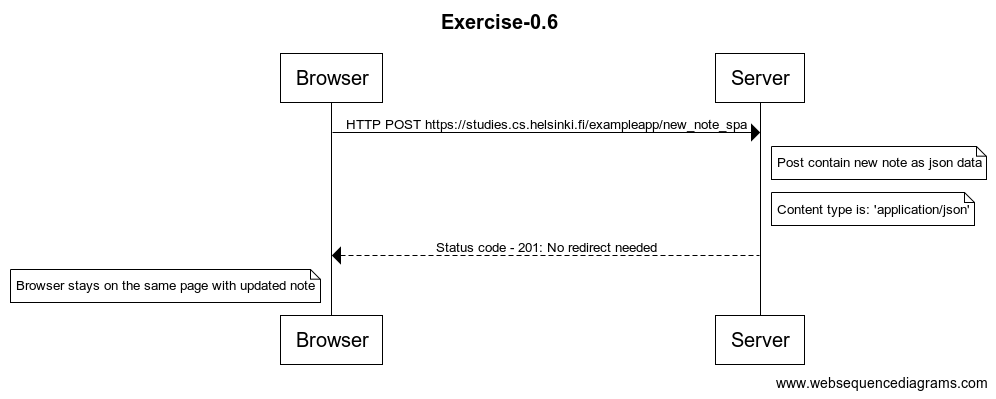 Exercise-0.6
Browser
Server
HTTP POST https://studies.cs.helsinki.fi/exampleapp/new_note_spa
Post contain new note as json data
Content type is: 'application/json'
Status code - 201: No redirect needed
Browser stays on the same page with updated note
Browser
Server
www.websequencediagrams.com